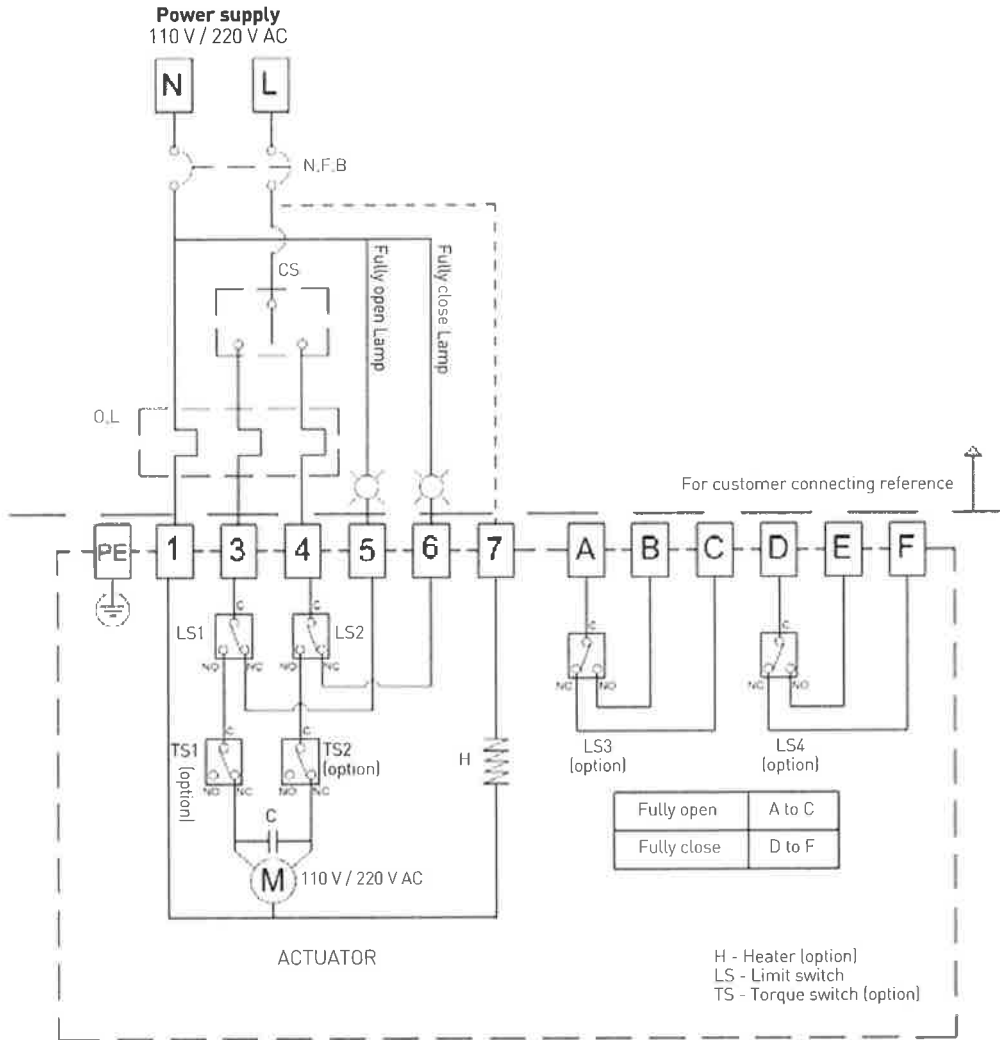 Power supply
110 V / 220 V AC
N L
N.F.B
CS
Fully open Lamp
Fully close Lamp
O.L
For customer connecting reference
PE 1 3 4 5 6 7 A B C D E F
C C
LS1 LS2
NO NC NO NC
C C
NC NO NC NO
C C
TS1
(option)
TS2
(option)
NO NC NO NC
H
LS3
(option)
LS4
(option)
C
M 110 V / 220 V AC
Fully open A to C
Fully close D to F
ACTUATOR
H - Heater (option)
LS - Limit switch
TS - Torque switch (option)